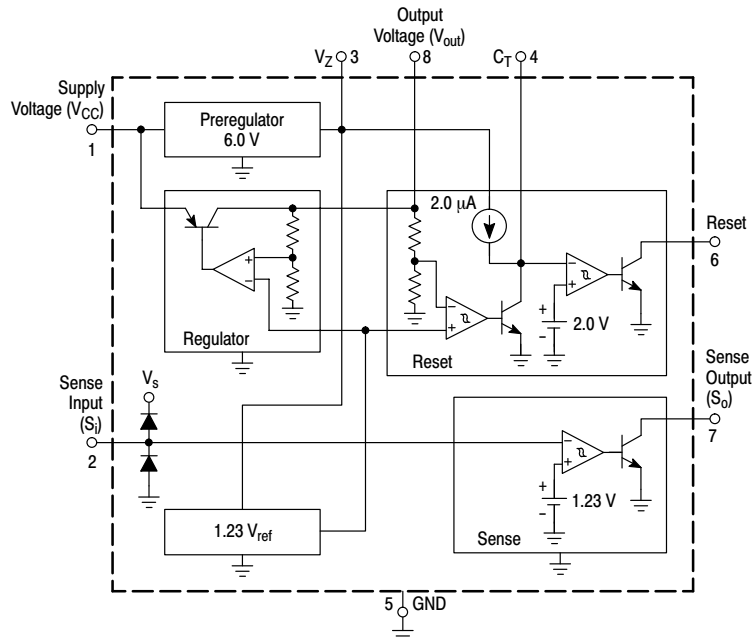 Output
Voltage (Vout)
VZ 3
8
CT 4
Supply
Voltage (VCC)
1
Preregulator
6.0 V
2.0 μA
Reset
6
+
−
Regulator
−
+
−
+
+
−
2.0 V
Reset
Sense
Input
(Si)
2
Vs
Sense
Output
(So)
7
−
+
+
−
1.23 V
Sense
1.23 Vref
5 GND